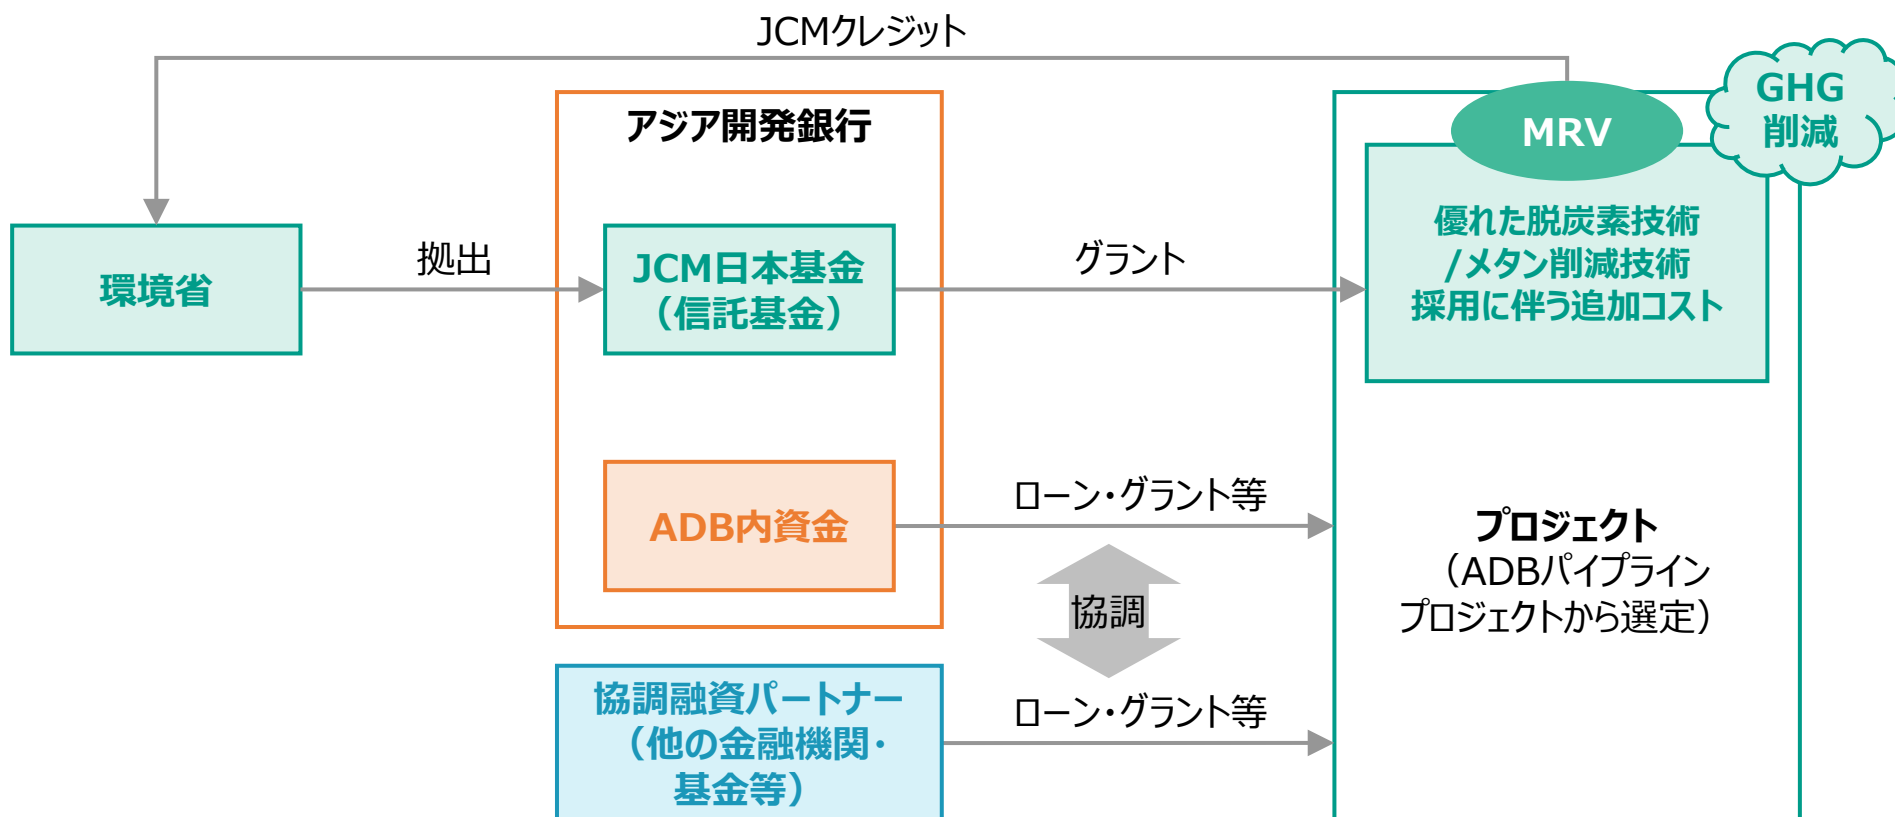 JCMクレジット
アジア開発銀行
MRV
GHG
削減
環境省
拠出
JCM日本基金
（信託基金）
グラント
優れた脱炭素技術
/メタン削減技術
採用に伴う追加コスト
ADB内資金
ローン・グラント等
協調
プロジェクト
（ADBパイプライン
プロジェクトから選定）
協調融資パートナー
（他の金融機関・
基金等）
ローン・グラント等